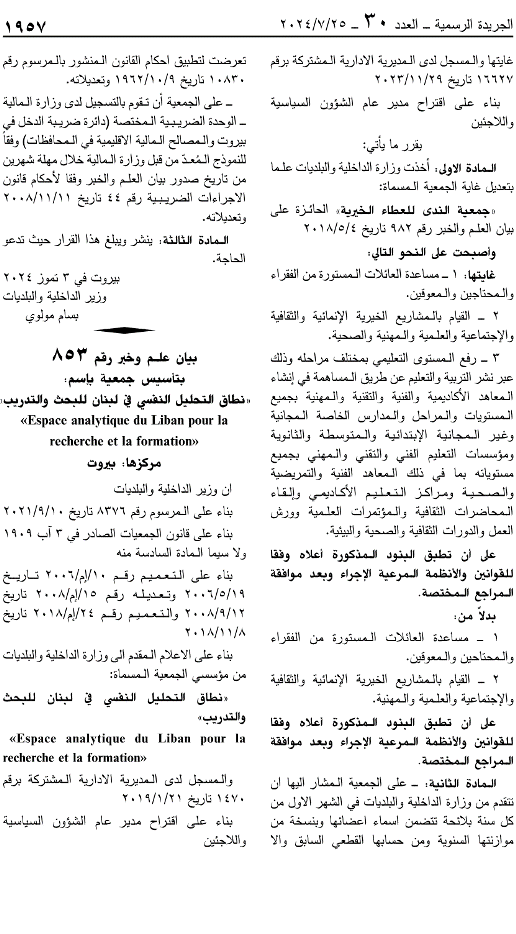 الجريدة الرسمية ــ العدد ٣٠ ــ ٢٠٢٤/٧/٢٥
١٩٥٧
غايتها والمسجل لدى المديرية الادارية المشتركة برقم
١٦٦٢٧ تاريخ ٢٠٢٣/١١/٢٩
بناء على اقتراح مدير عام الشؤون السياسية
واللاجئين
يقرر ما يأتي:
المادة الاولى: أخذت وزارة الداخلية والبلديات علما
بتعديل غاية الجمعية المسماة:
«جمعية الندى للعطاء الخيرية» الحائزة على
بيان العلم والخبر رقم ٩٨٢ تاريخ ٢٠١٨/٥/٤
وأصبحت على النحو التالي:
غايتها: ١ ــ مساعدة العائلات المستورة من الفقراء
والمحتاجين والمعوقين.
٢ ــ القيام بالمشاريع الخيرية الإنمائية والثقافية
والإجتماعية والعلمية والمهنية والصحية.
٣ ــ رفع المستوى التعليمي بمختلف مراحله وذلك
عبر نشر التربية والتعليم عن طريق المساهمة في إنشاء
المعاهد الأكاديمية والفنية والتقنية والمهنية بجميع
المستويات والمراحل والمدارس الخاصة المجانية
وغير المجانية الإبتدائية والمتوسطة والثانوية
ومؤسسات التعليم الفني والتقني والمهني بجميع
مستوياته بما في ذلك المعاهد الفنية والتمريضية
والصحية ومراكز التعليم الأكاديمي وإلقاء
المحاضرات الثقافية والمؤتمرات العلمية وورش
العمل والدورات الثقافية والصحية والبيئية.
على أن تطبق البنود المذكورة أعلاه وفقا
للقوانين والأنظمة المرعية الإجراء وبعد موافقة
المراجع المختصة.
بدلاً من:
١ ــ مساعدة العائلات المستورة من الفقراء
والمحتاجين والمعوقين.
٢ ــ القيام بالمشاريع الخيرية الإنمائية والثقافية
والإجتماعية والعلمية والمهنية.
على أن تطبق البنود المذكورة أعلاه وفقا
للقوانين والأنظمة المرعية الإجراء وبعد موافقة
المراجع المختصة.
المادة الثانية: ــ على الجمعية المشار اليها ان
تتقدم من وزارة الداخلية والبلديات في الشهر الاول من
كل سنة بلائحة تتضمن اسماء اعضائها وبنسخة من
موازنتها السنوية ومن حسابها القطعي السابق والا
تعرضت لتطبيق احكام القانون المنشور بالمرسوم رقم
١٠٨٣٠ تاريخ ١٩٦٢/١٠/٩ وتعديلاته.
ــ على الجمعية أن تقوم بالتسجيل لدى وزارة المالية
ــ الوحدة الضريبية المختصة (دائرة ضريبة الدخل في
بيروت والمصالح المالية الاقليمية في المحافظات) وفقاً
للنموذج المُعدّ من قبل وزارة المالية خلال مهلة شهرين
من تاريخ صدور بيان العلم والخبر وفقا لأحكام قانون
الاجراءات الضريبية رقم ٤٤ تاريخ ٢٠٠٨/١١/١١
وتعديلاته.
المادة الثالثة: ينشر ويبلغ هذا القرار حيث تدعو
الحاجة.
بيروت في ٣ تموز ٢٠٢٤
وزير الداخلية والبلديات
بسام مولوي
بيان علم وخبر رقم ٨٥٣
بتأسيس جمعية بإسم:
«نطاق التحليل النفسي في لبنان للبحث والتدريب»
«Espace analytique du Liban pour la
recherche et la formation»
مركزها: بيروت
ان وزير الداخلية والبلديات
بناء على المرسوم رقم ٨٣٧٦ تاريخ ٢٠٢١/٩/١٠
بناء على قانون الجمعيات الصادر في ٣ آب ١٩٠٩
ولا سيما المادة السادسة منه
بناء على التعميم رقم ١٠/إم/٢٠٠٦ تاريخ
٢٠٠٦/٥/١٩ وتعديله رقم ١٥/إم/٢٠٠٨ تاريخ
٢٠٠٨/٩/١٢ والتعميم رقم ٢٤/إم/٢٠١٨ تاريخ
٢٠١٨/١١/٨
بناء على الاعلام المقدم الى وزارة الداخلية والبلديات
من مؤسسي الجمعية المسماة:
«نطاق التحليل النفسي في لبنان للبحث
والتدريب»
«Espace analytique du Liban pour la
recherche et la formation»
والمسجل لدى المديرية الادارية المشتركة برقم
١٤٧٠ تاريخ ٢٠١٩/١/٢١
بناء على اقتراح مدير عام الشؤون السياسية
واللاجئين